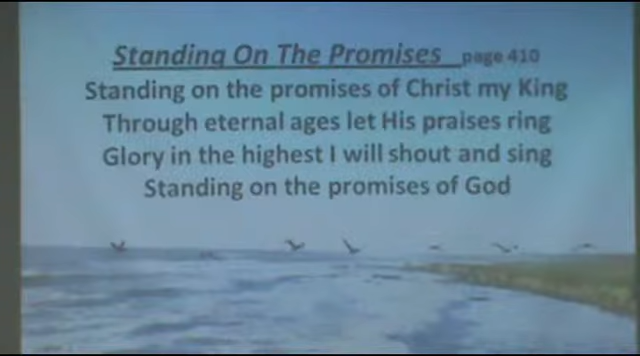 Standing On The Promises   page 410
Standing on the promises of Christ my King
Through eternal ages let His praises ring
Glory in the highest I will shout and sing
Standing on the promises of God